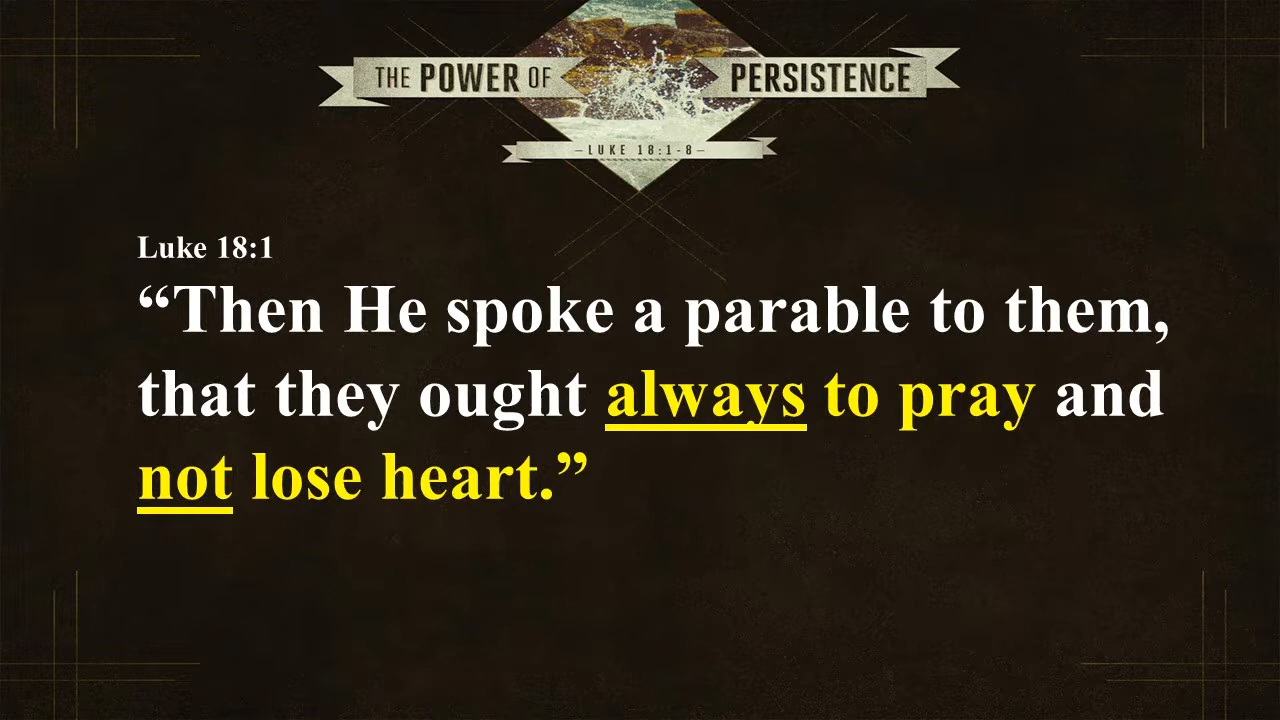 THE POWER OF PERSISTENCE
–LUKE 18:1-8–
Luke 18:1
“Then He spoke a parable to them,
that they ought always to pray and
not lose heart.”